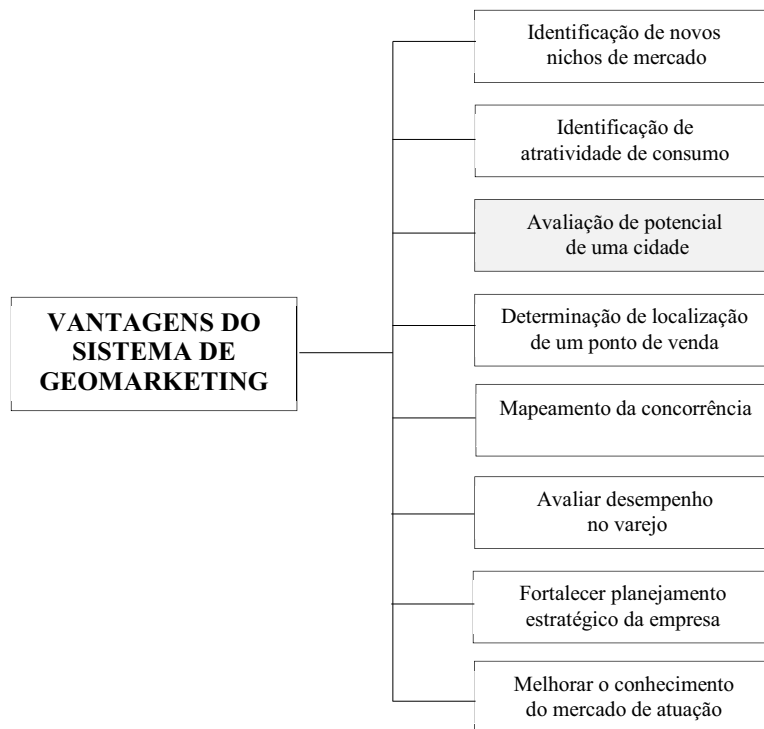 Identificação de novos
nichos de mercado
Identificação de
atratividade de consumo
Avaliação de potencial
de uma cidade
VANTAGENS DO
SISTEMA DE
GEOMARKETING
Determinação de localização
de um ponto de venda
Mapeamento da concorrência
Avaliar desempenho
no varejo
Fortalecer planejamento
estratégico da empresa
Melhorar o conhecimento
do mercado de atuação